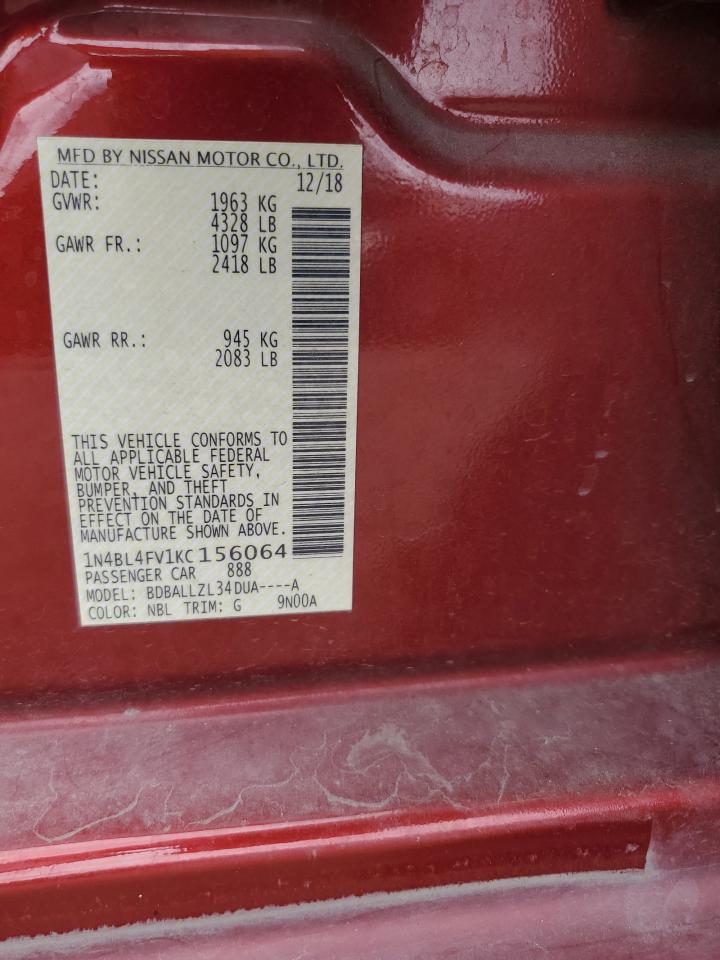 MFD BY NISSAN MOTOR CO., LTD.
DATE: 12/18
GVWR: 1963 KG
4328 LB
GAWR FR.: 1097 KG
2418 LB
GAWR RR.: 945 KG
2083 LB
THIS VEHICLE CONFORMS TO
ALL APPLICABLE FEDERAL
MOTOR VEHICLE SAFETY,
BUMPER, AND THEFT
PREVENTION STANDARDS IN
EFFECT ON THE DATE OF
MANUFACTURE SHOWN ABOVE.
1N4BL4FV1KC156064
PASSENGER CAR 888
MODEL: BDBALLZL34DUA----A
COLOR: NBL TRIM: G 9N00A